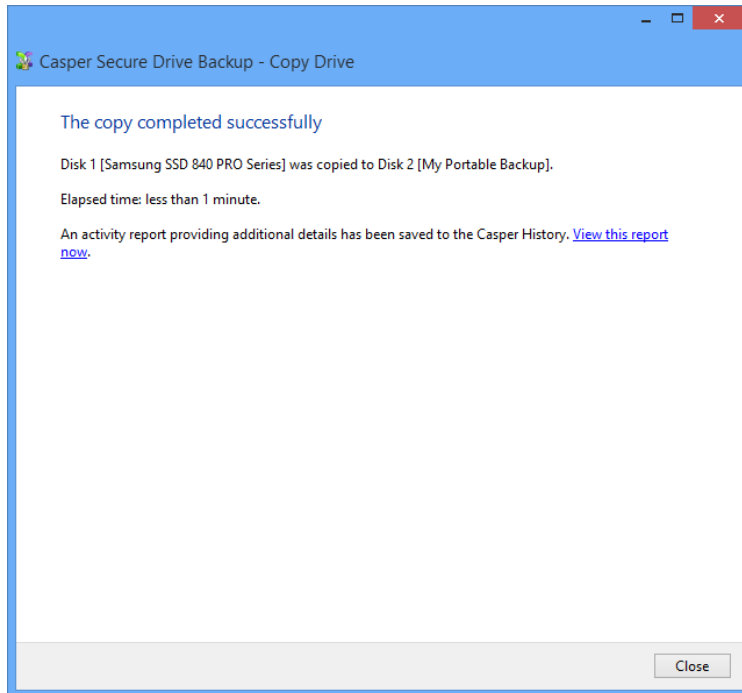 Casper Secure Drive Backup - Copy Drive
The copy completed successfully
Disk 1 [Samsung SSD 840 PRO Series] was copied to Disk 2 [My Portable Backup].
Elapsed time: less than 1 minute.
An activity report providing additional details has been saved to the Casper History. View this report
now.
Close